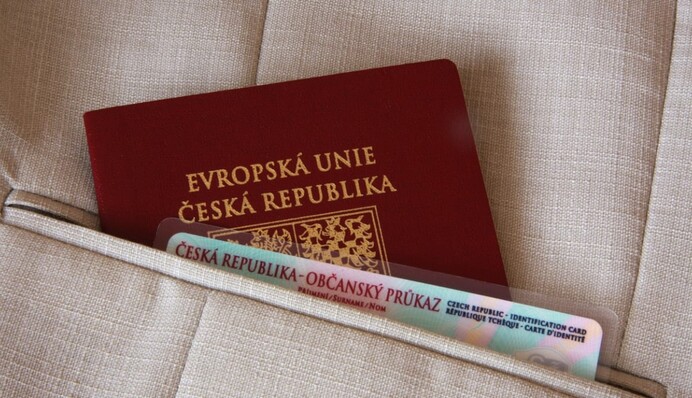 EVROPSKÁ UNIE
ČESKÁ REPUBLIKA
ČESKÁ REPUBLIKA - OBČANSKÝ PRŮKAZ
PŘÍJMENÍ/SURNAME/NOM
CZECH REPUBLIC - IDENTIFICATION CARD
RÉPUBLIQUE TCHÈQUE - CARTE D'IDENTITÉ